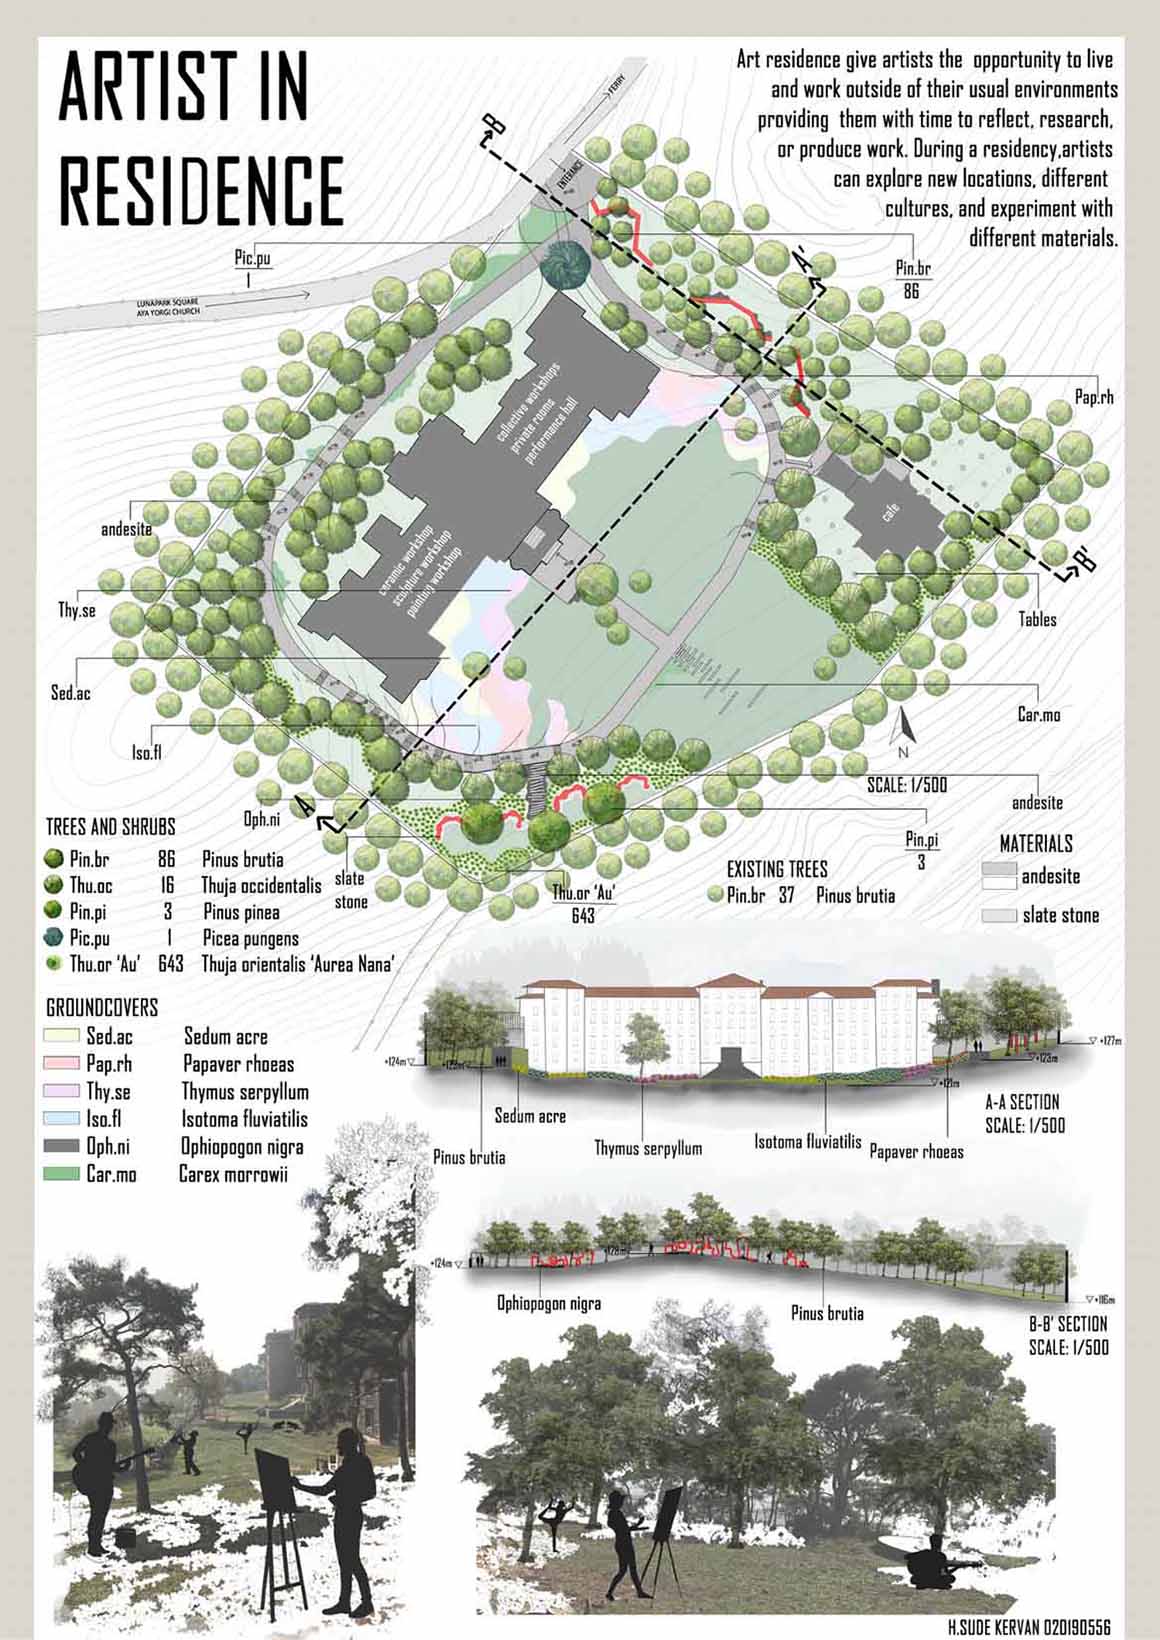 ARTIST IN
RESIDENCE
Art residence give artists the opportunity to live
and work outside of their usual environments
providing them with time to reflect, research,
or produce work. During a residency,artists
can explore new locations, different
cultures, and experiment with
different materials.
FERRY
B
ENTRANCE
Pic.pu
1
LUNAPARK SQUARE
AYA YORGI CHURCH
A'
Pin.br
86
Pap.rh
collective workshops
private rooms
performance hall
cafe
andesite
ceramic workshop
sculpture workshop
painting workshop
B'
Thy.se
Tables
Sed.ac
Car.mo
Iso.fl
N
SCALE: 1/500
A
Oph.ni
andesite
Pin.pi
3
slate
stone
Thu.or 'Au'
643
TREES AND SHRUBS
Pin.br 86 Pinus brutia
Thu.oc 16 Thuja occidentalis
Pin.pi 3 Pinus pinea
Pic.pu 1 Picea pungens
Thu.or 'Au' 643 Thuja orientalis 'Aurea Nana'
EXISTING TREES
Pin.br 37 Pinus brutia
MATERIALS
andesite
slate stone
GROUNDCOVERS
Sed.ac Sedum acre
Pap.rh Papaver rhoeas
Thy.se Thymus serpyllum
Iso.fl Isotoma fluviatilis
Oph.ni Ophiopogon nigra
Car.mo Carex morrowii
+124m
+127m
+123m
+121m
Sedum acre
Pinus brutia
Thymus serpyllum
Isotoma fluviatilis
Papaver rhoeas
A-A SECTION
SCALE: 1/500
+124m
+128m
+116m
Ophiopogon nigra
Pinus brutia
B-B' SECTION
SCALE: 1/500
H.SUDE KERVAN 020190556